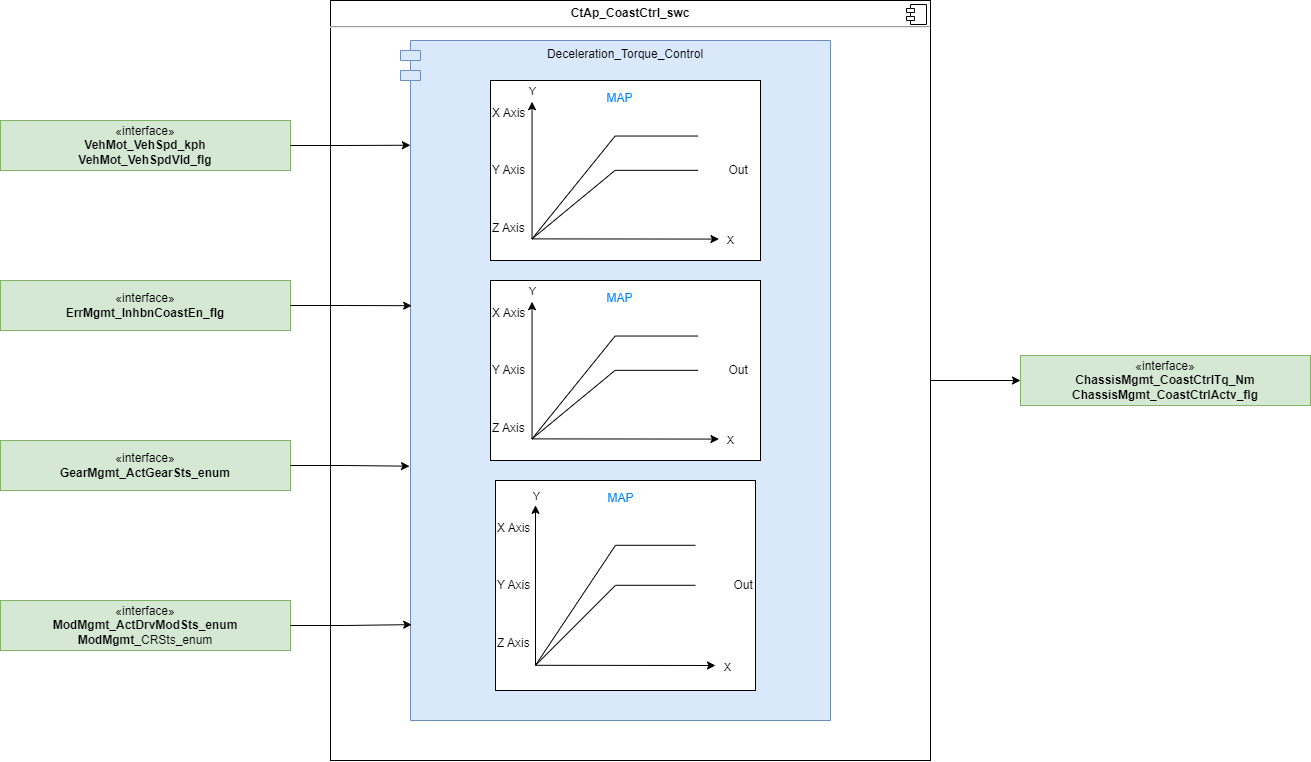 CtAp_CoastCtrl_swc
Deceleration_Torque_Control
«interface»
VehMot_VehSpd_kph
VehMot_VehSpdVld_flg
«interface»
ErrMgmt_InhbnCoastEn_flg
«interface»
GearMgmt_ActGearSts_enum
«interface»
ModMgmt_ActDrvModSts_enum
ModMgmt_CRSts_enum
Y
MAP
X Axis
Y Axis
Out
Z Axis
X
Y
MAP
X Axis
Y Axis
Out
Z Axis
X
Y
MAP
X Axis
Y Axis
Out
Z Axis
X
«interface»
ChassisMgmt_CoastCtrlTq_Nm
ChassisMgmt_CoastCtrlActv_flg